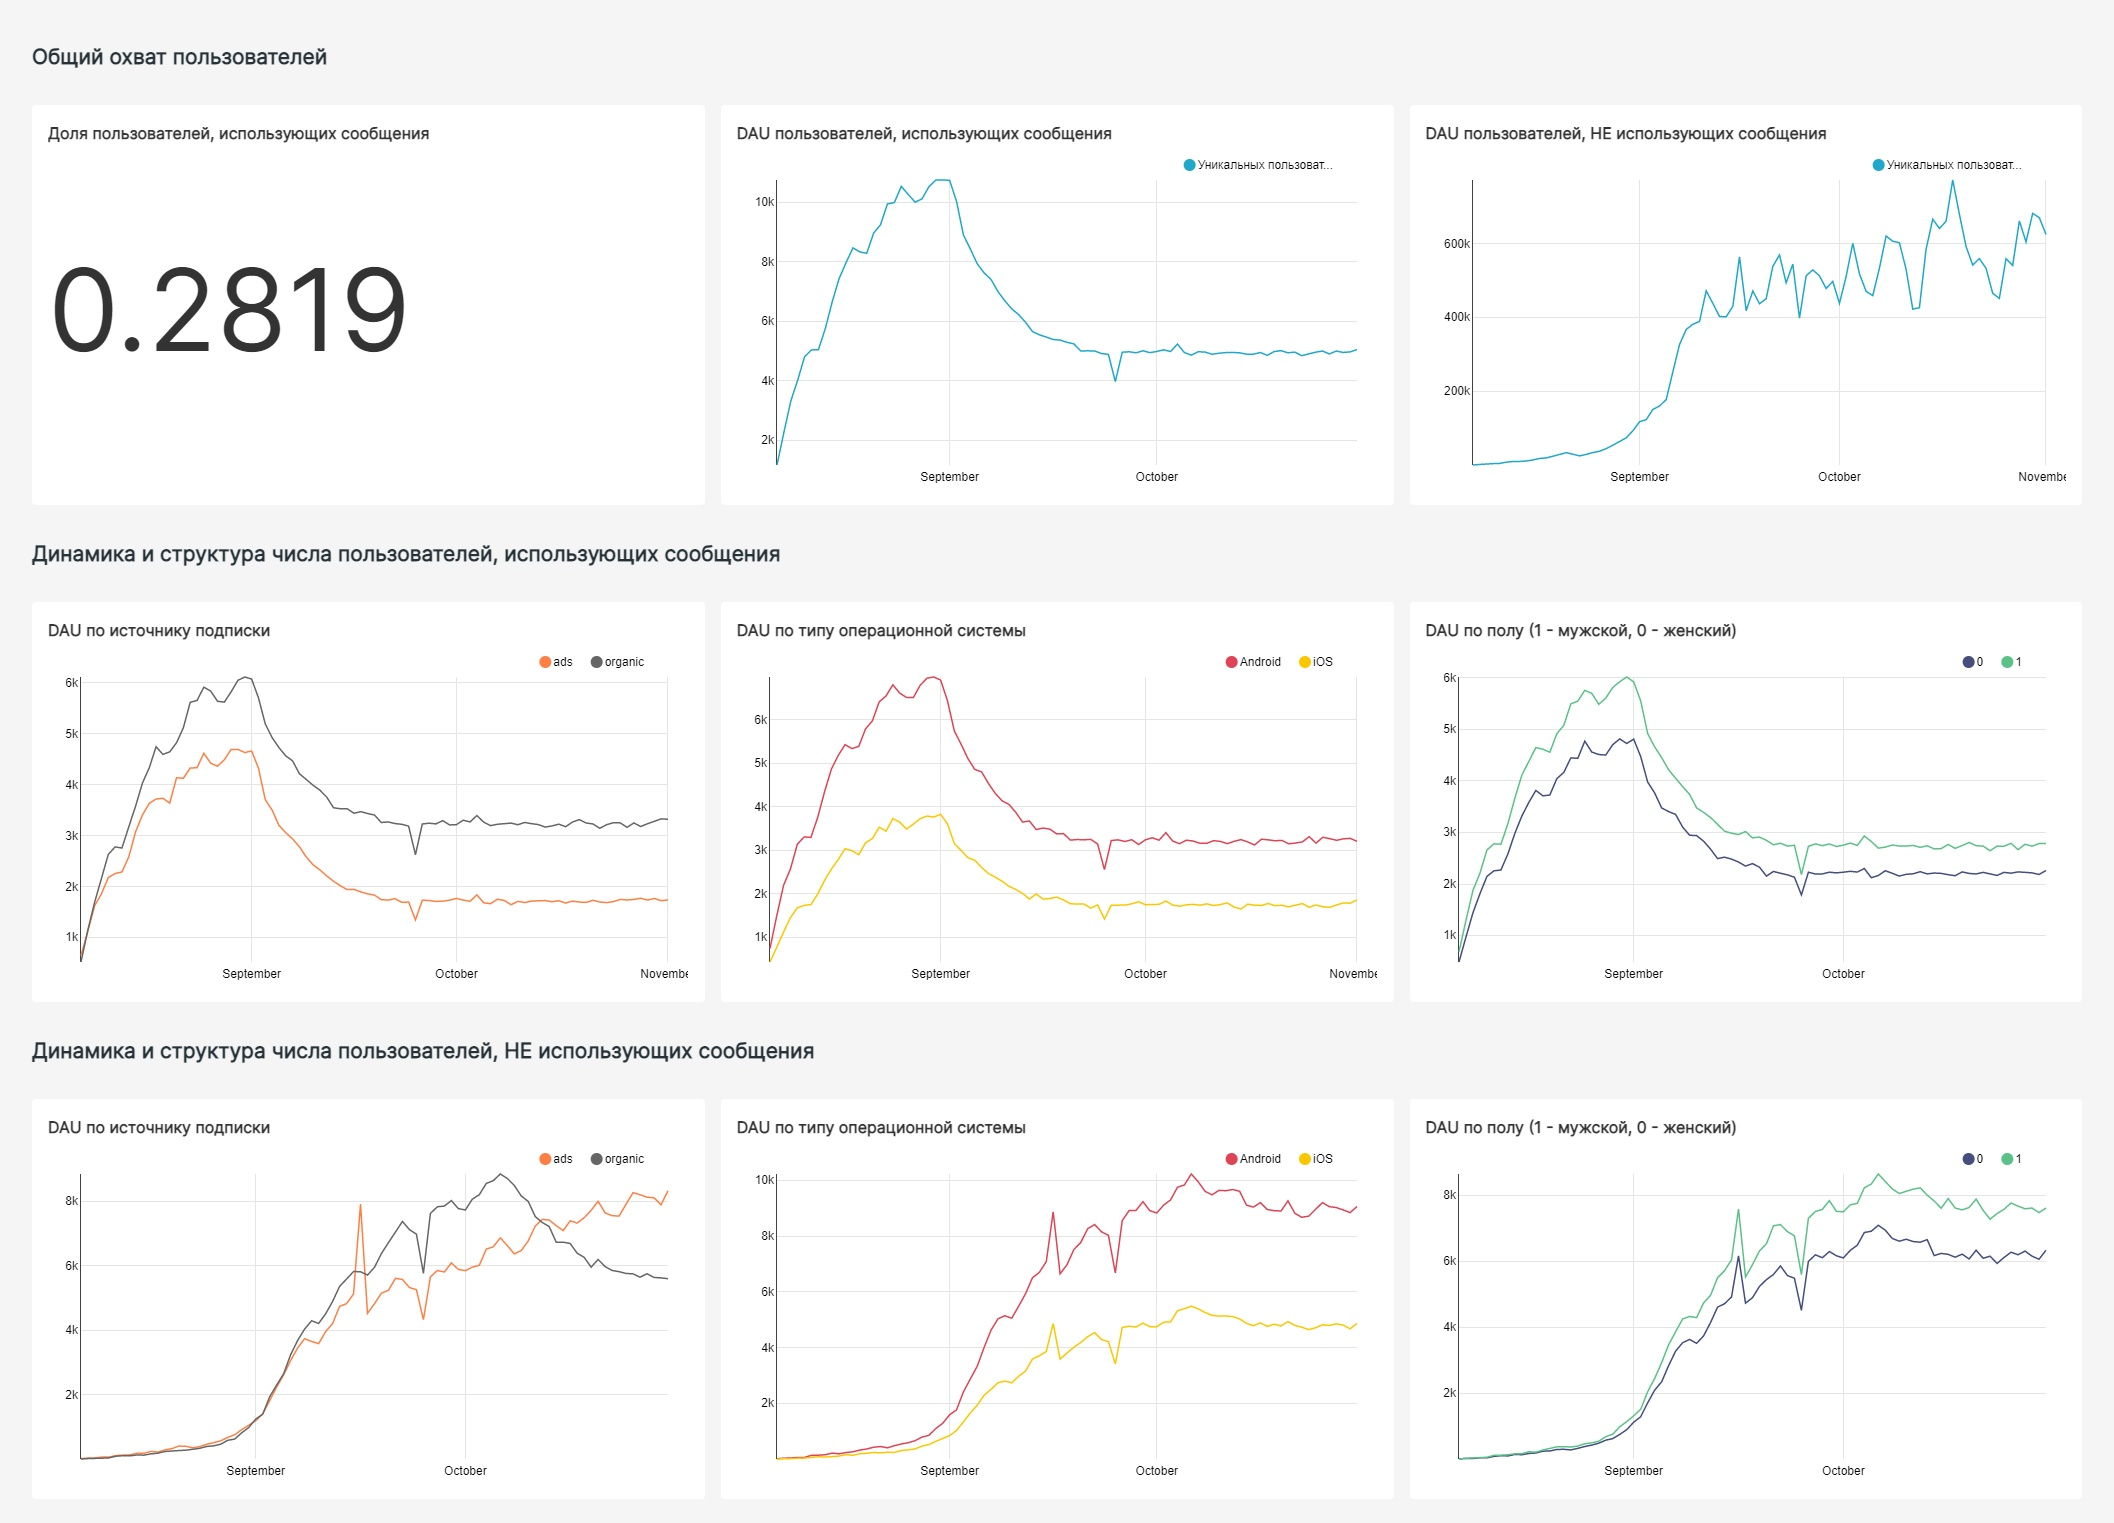 Общий охват пользователей
Доля пользователей, использующих сообщения
0.2819
DAU пользователей, использующих сообщения
Уникальных пользоват...
10k
8k
6k
4k
2k
September October
DAU пользователей, НЕ использующих сообщения
Уникальных пользоват...
600k
400k
200k
September October Novembe
Динамика и структура числа пользователей, использующих сообщения
DAU по источнику подписки
ads organic
6k
5k
4k
3k
2k
1k
September October Novembe
DAU по типу операционной системы
Android iOS
6k
5k
4k
3k
2k
1k
September October Novembe
DAU по полу (1 - мужской, 0 - женский)
0 1
6k
5k
4k
3k
2k
1k
September October
Динамика и структура числа пользователей, НЕ использующих сообщения
DAU по источнику подписки
ads organic
8k
6k
4k
2k
September October
DAU по типу операционной системы
Android iOS
10k
8k
6k
4k
2k
September October
DAU по полу (1 - мужской, 0 - женский)
0 1
8k
6k
4k
2k
September October